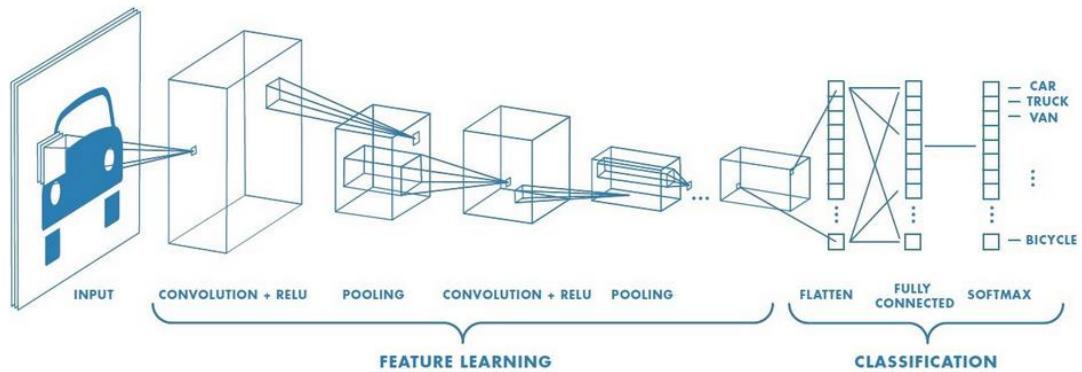 CAR
TRUCK
VAN
BICYCLE
INPUT
CONVOLUTION + RELU
POOLING
CONVOLUTION + RELU
POOLING
FLATTEN
FULLY
CONNECTED
SOFTMAX
FEATURE LEARNING
CLASSIFICATION